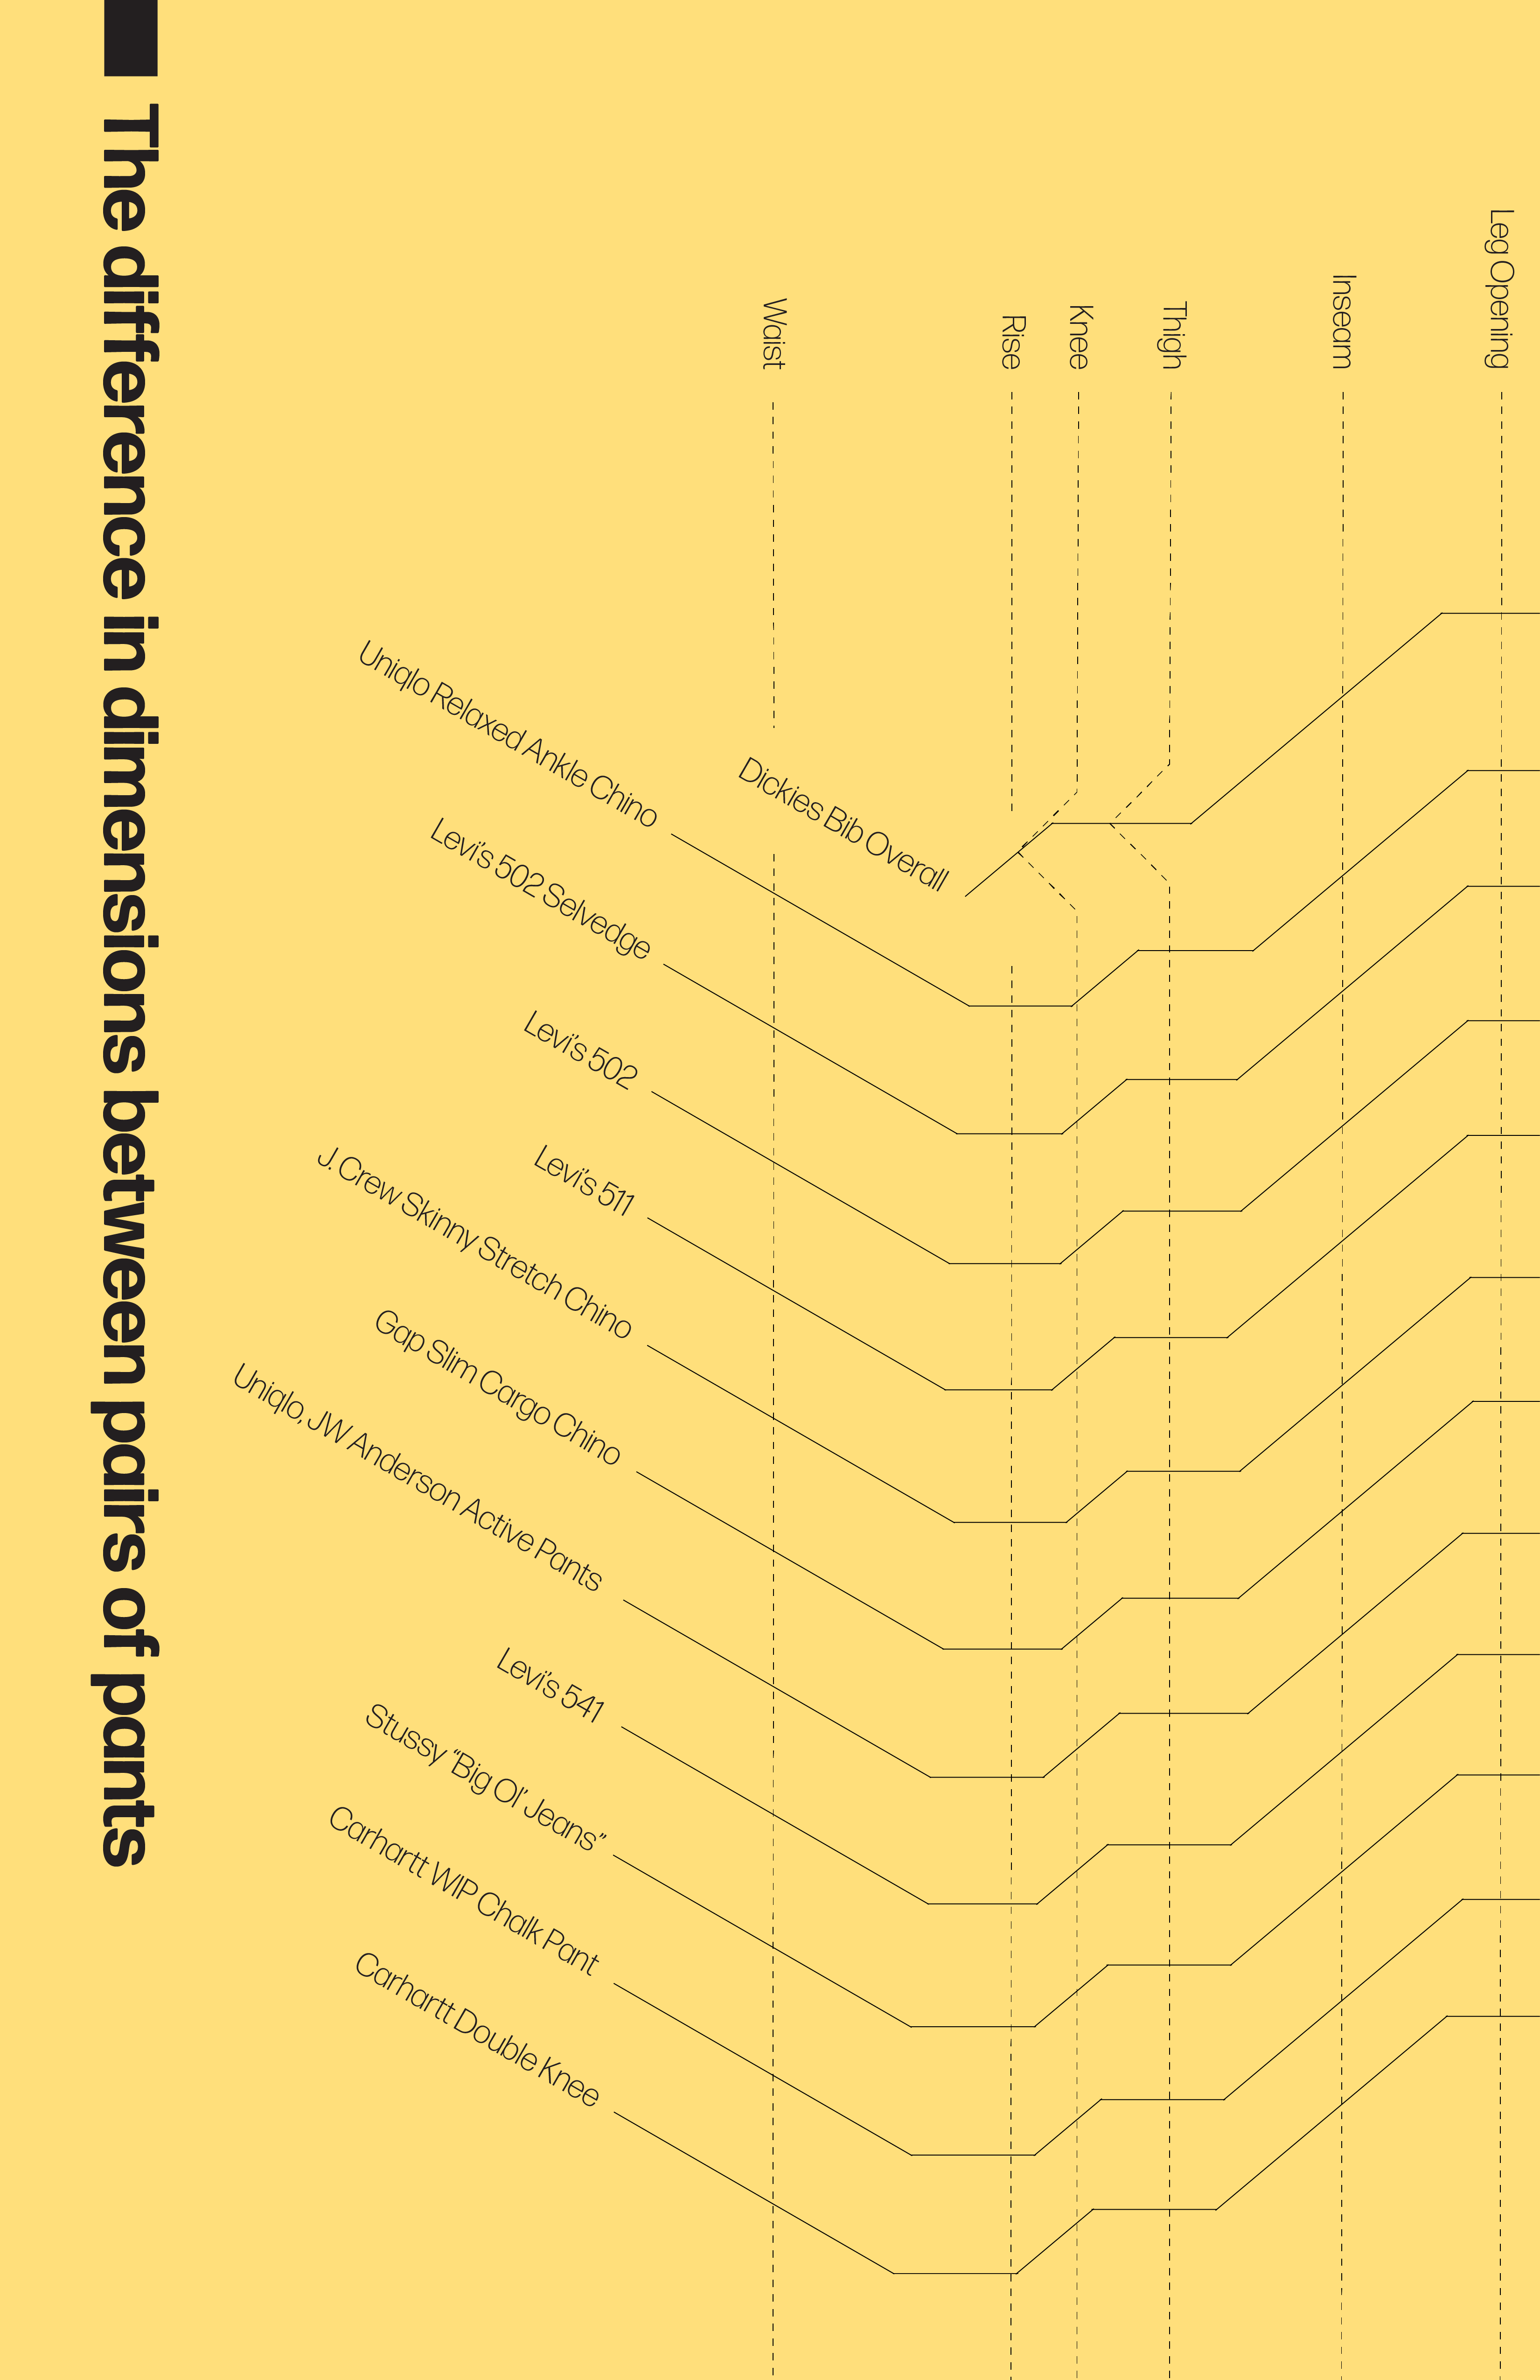 The difference in dimensions between pairs of pants
Waist
Rise
Knee
Thigh
Inseam
Leg Opening
Dickies Bib Overall
Uniqlo Relaxed Ankle Chino
Levi's 502 Selvedge
Levi's 502
Levi's 511
J. Crew Skinny Stretch Chino
Gap Slim Cargo Chino
Uniqlo, JW Anderson Active Pants
Levi's 541
Stussy “Big Ol' Jeans”
Carhartt WIP Chalk Pant
Carhartt Double Knee